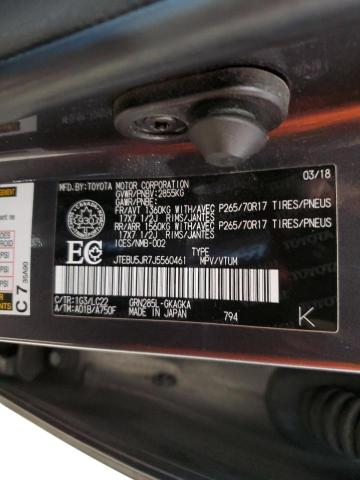 MFD.BY:TOYOTA MOTOR CORPORATION 03/18
GVWR/PNBV:2855KG
GAWR/PNBE:
FR/AVT 1360KG WITH/AVEC P265/70R17 TIRES/PNEUS
17X7 1/2J RIMS/JANTES
RR/ARR 1560KG WITH/AVEC P265/70R17 TIRES/PNEUS
17X7 1/2J RIMS/JANTES
ICES/NMB-002
EC TYPE
JTEBU5JR7J5560461 MPV/VTUM
C/TR:1G3/LC22 GRN285L-GKAGKA
A/TM:A01B/A750F MADE IN JAPAN 794 K
C 7
35A90